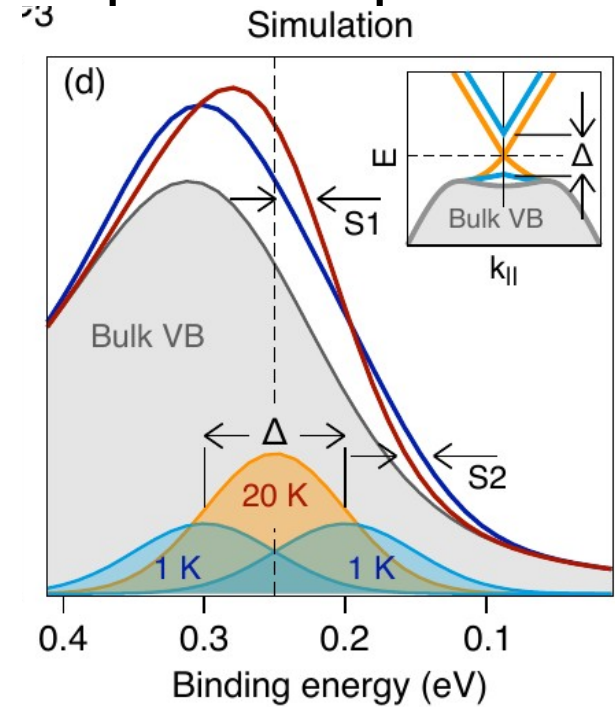 Simulation
(d)
E
Δ
Bulk VB
k||
S1
Bulk VB
Δ
20 K
S2
1 K
1 K
0.4
0.3
0.2
0.1
Binding energy (eV)